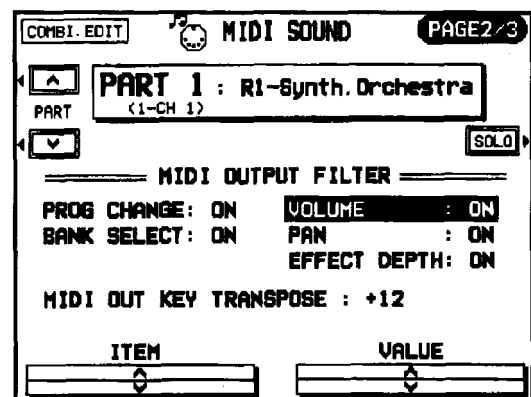 COMBI.EDIT MIDI SOUND PAGE2/3
PART 1 : R1-Synth.Orchestra
(1-CH 1)
PART
SOLO
MIDI OUTPUT FILTER
PROG CHANGE: ON VOLUME : ON
BANK SELECT: ON PAN : ON
EFFECT DEPTH: ON
MIDI OUT KEY TRANSPOSE : +12
ITEM VALUE